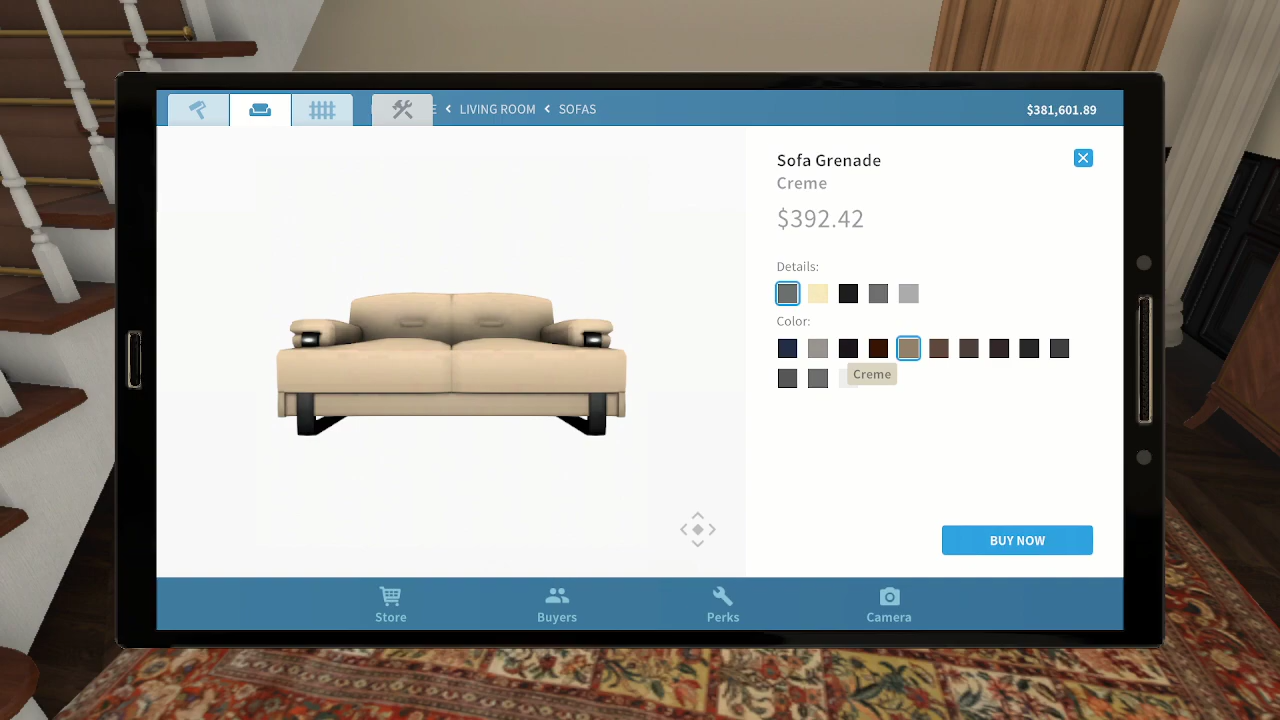 E < LIVING ROOM < SOFAS
$381,601.89
Sofa Grenade
Creme
$392.42
Details:
Color:
Creme
BUY NOW
Store
Buyers
Perks
Camera